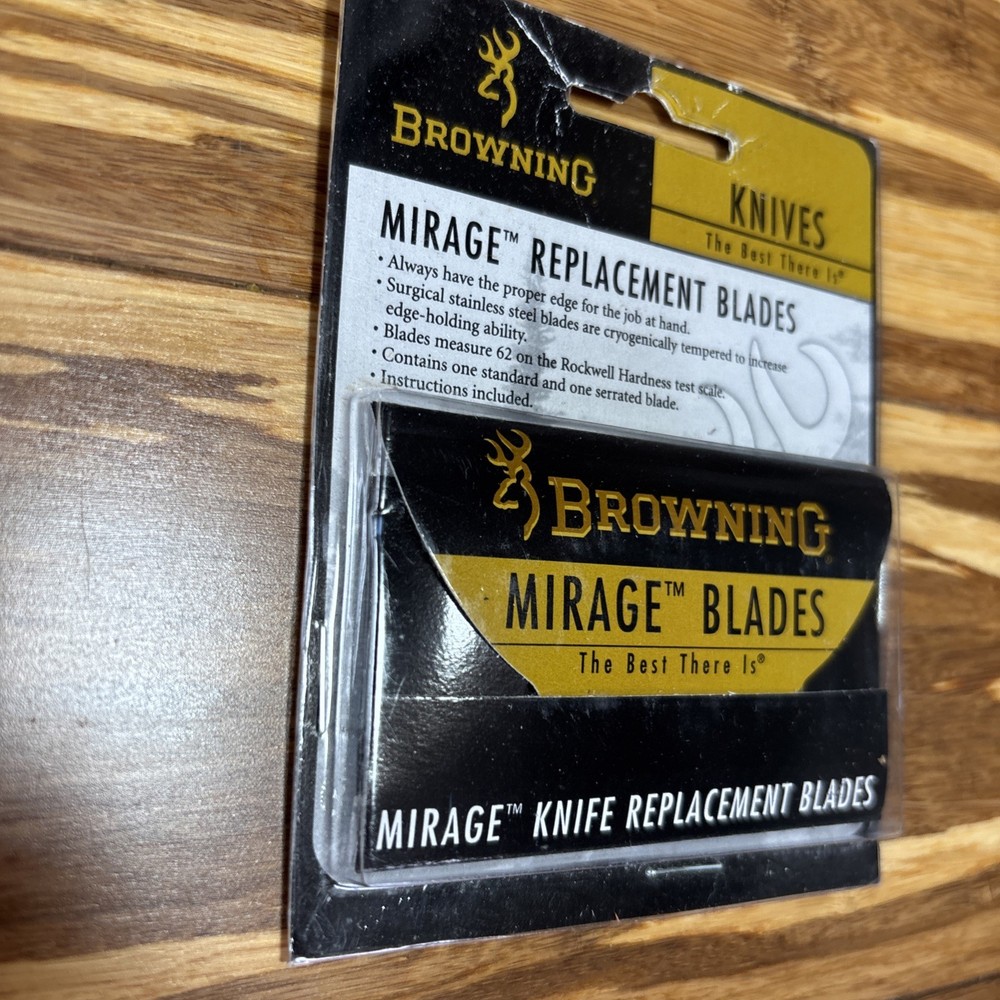 BROWNING
KNIVES
The Best There Is®
MIRAGE™ REPLACEMENT BLADES
• Always have the proper edge for the job at hand.
• Surgical stainless steel blades are cryogenically tempered to increase
edge-holding ability.
• Blades measure 62 on the Rockwell Hardness test scale.
• Contains one standard and one serrated blade.
• Instructions included.
BROWNING
MIRAGE™ BLADES
The Best There Is®
MIRAGE™ KNIFE REPLACEMENT BLADES